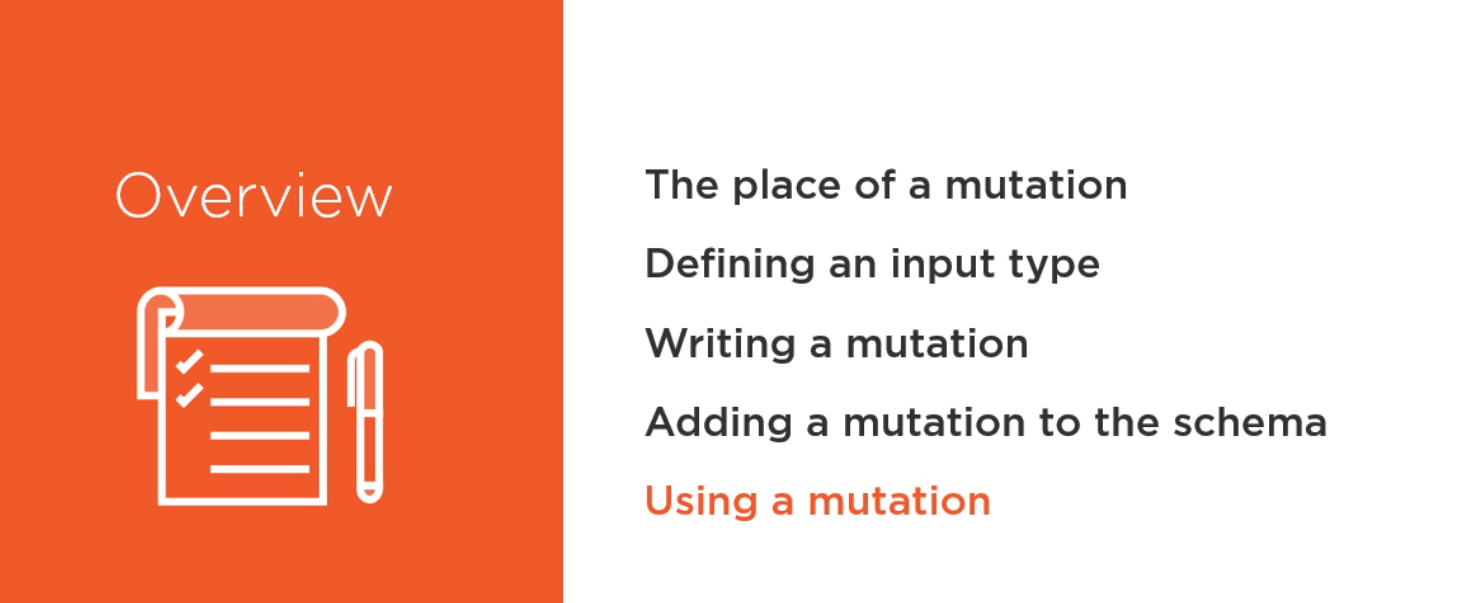 Overview
The place of a mutation
Defining an input type
Writing a mutation
Adding a mutation to the schema
Using a mutation